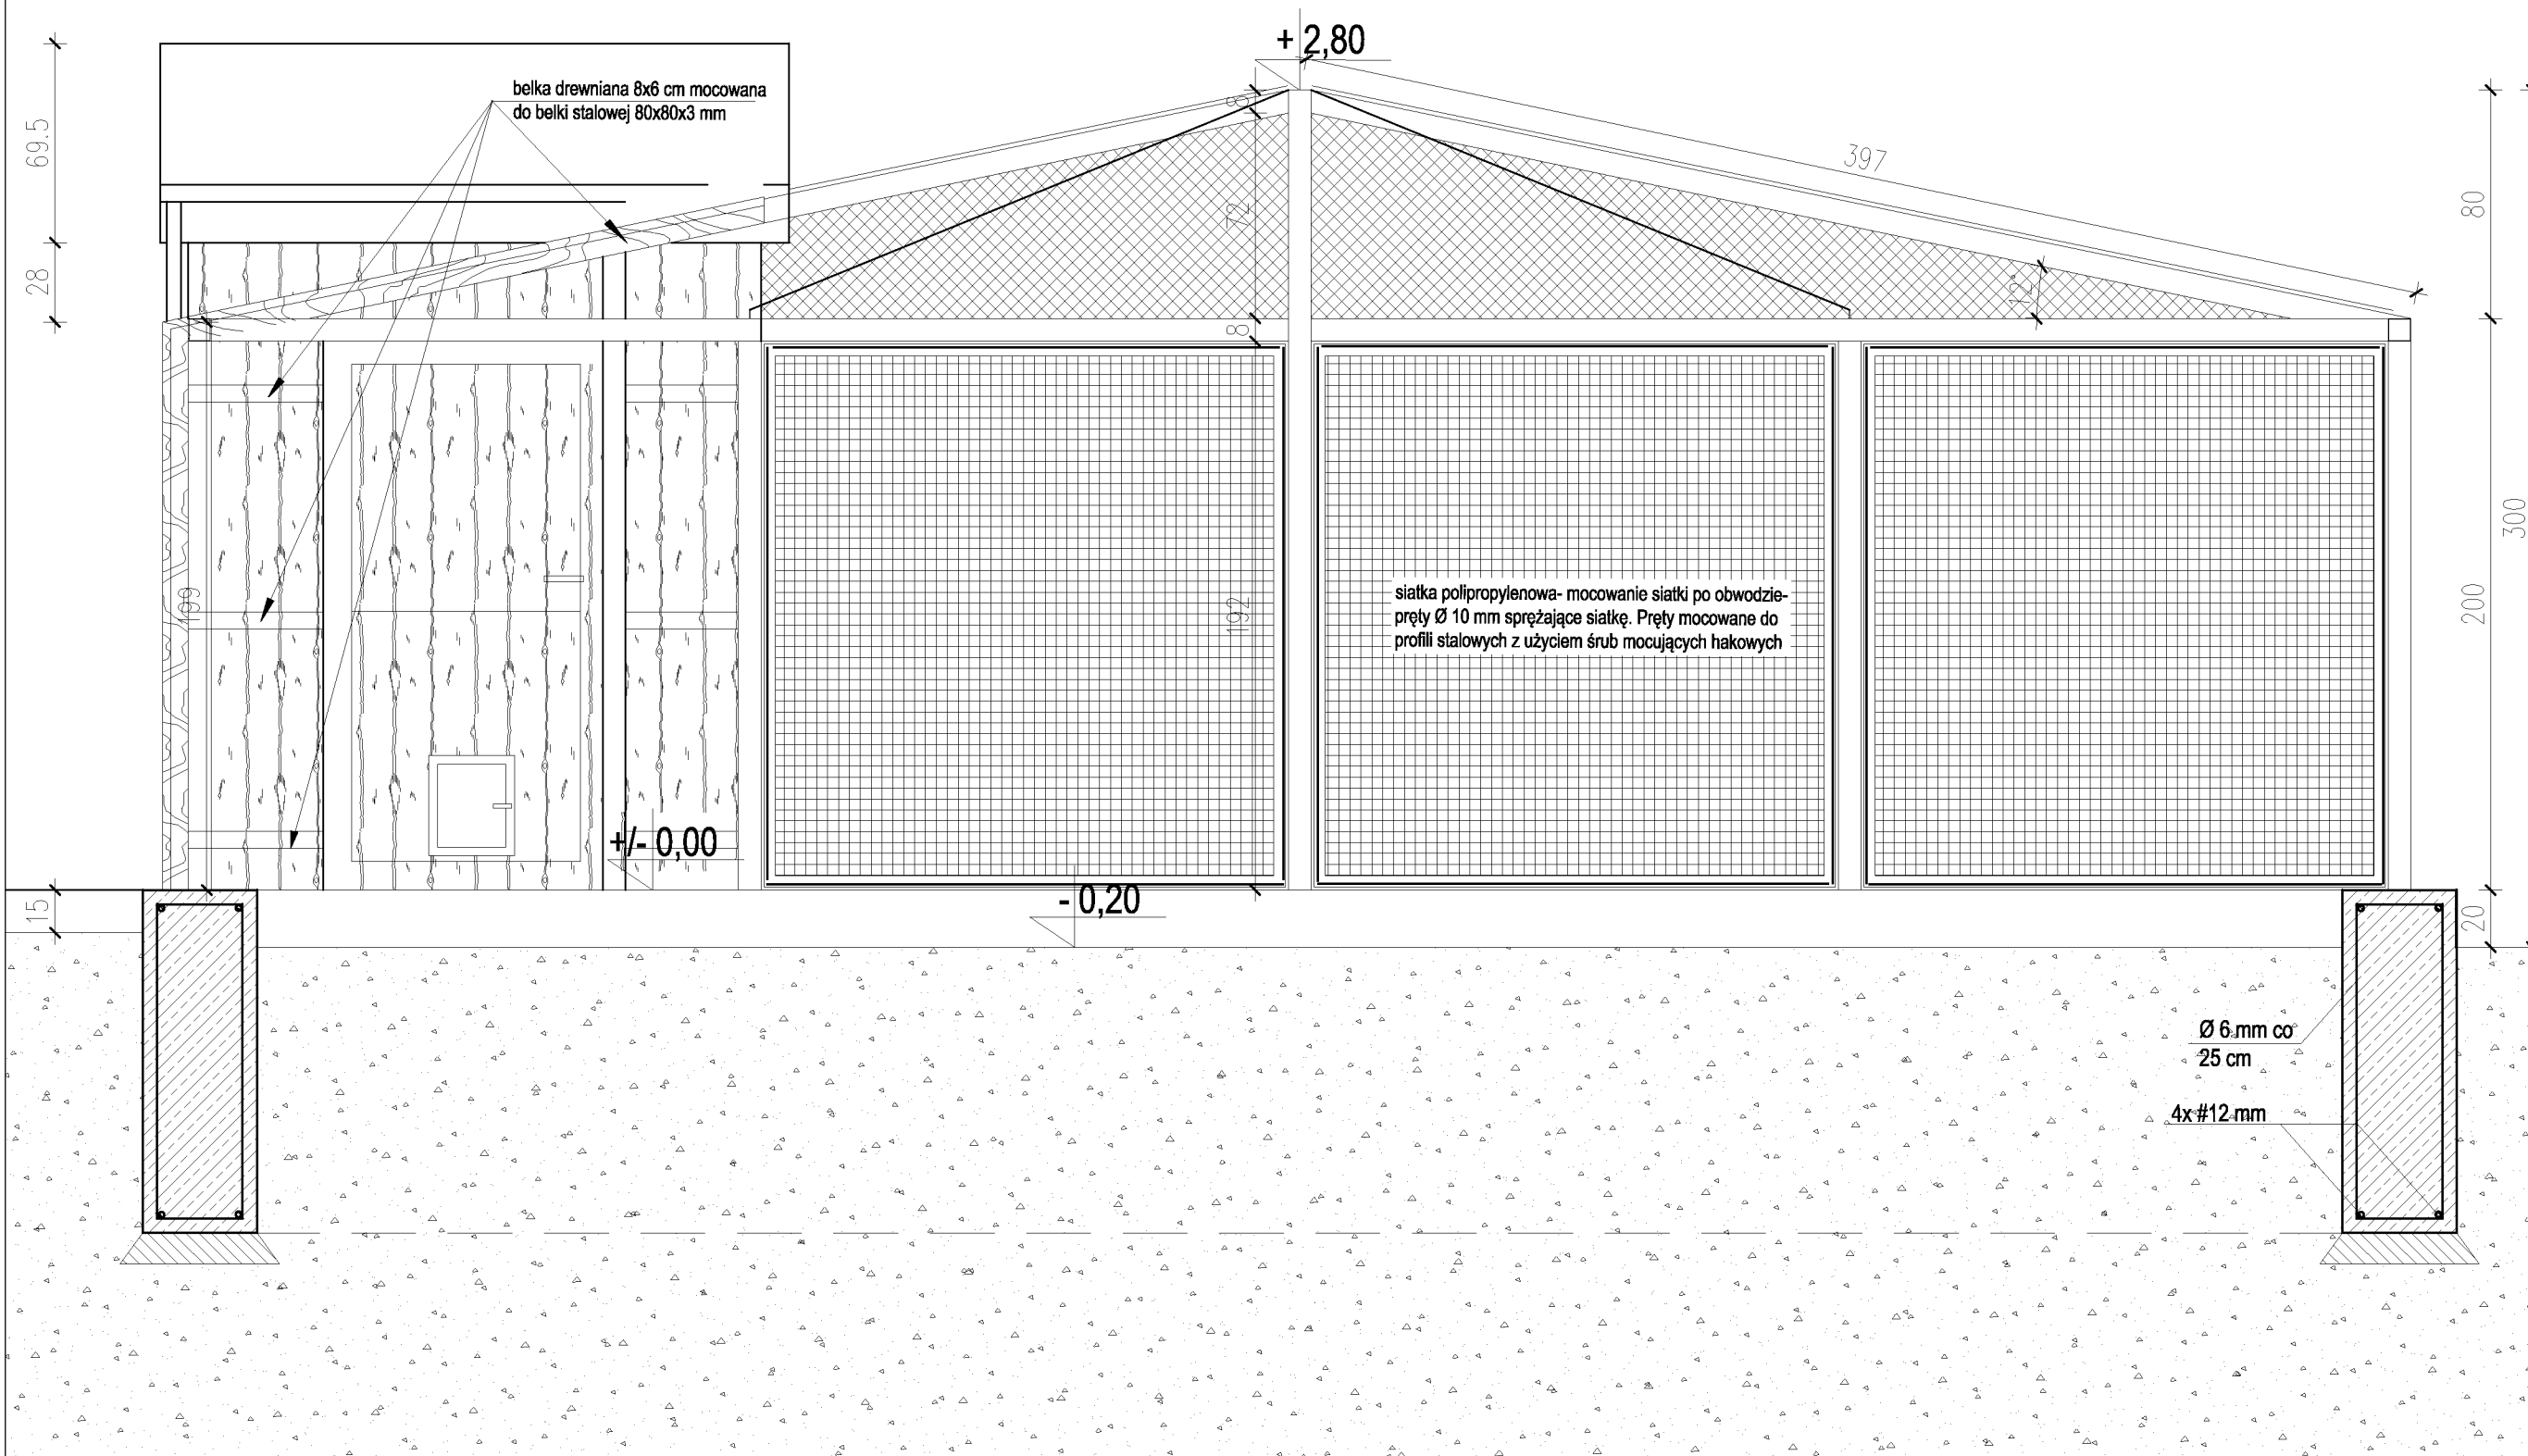 + 2,80
belka drewniana 8x6 cm mocowana
do belki stalowej 80x80x3 mm
69.5
28
8
72
8
397
12°
80
300
200
199
192
siatka polipropylenowa- mocowanie siatki po obwodzie-
pręty Ø 10 mm sprężające siatkę. Pręty mocowane do
profili stalowych z użyciem śrub mocujących hakowych
+/- 0,00
- 0,20
15
20
Ø 6 mm co
25 cm
4x #12 mm